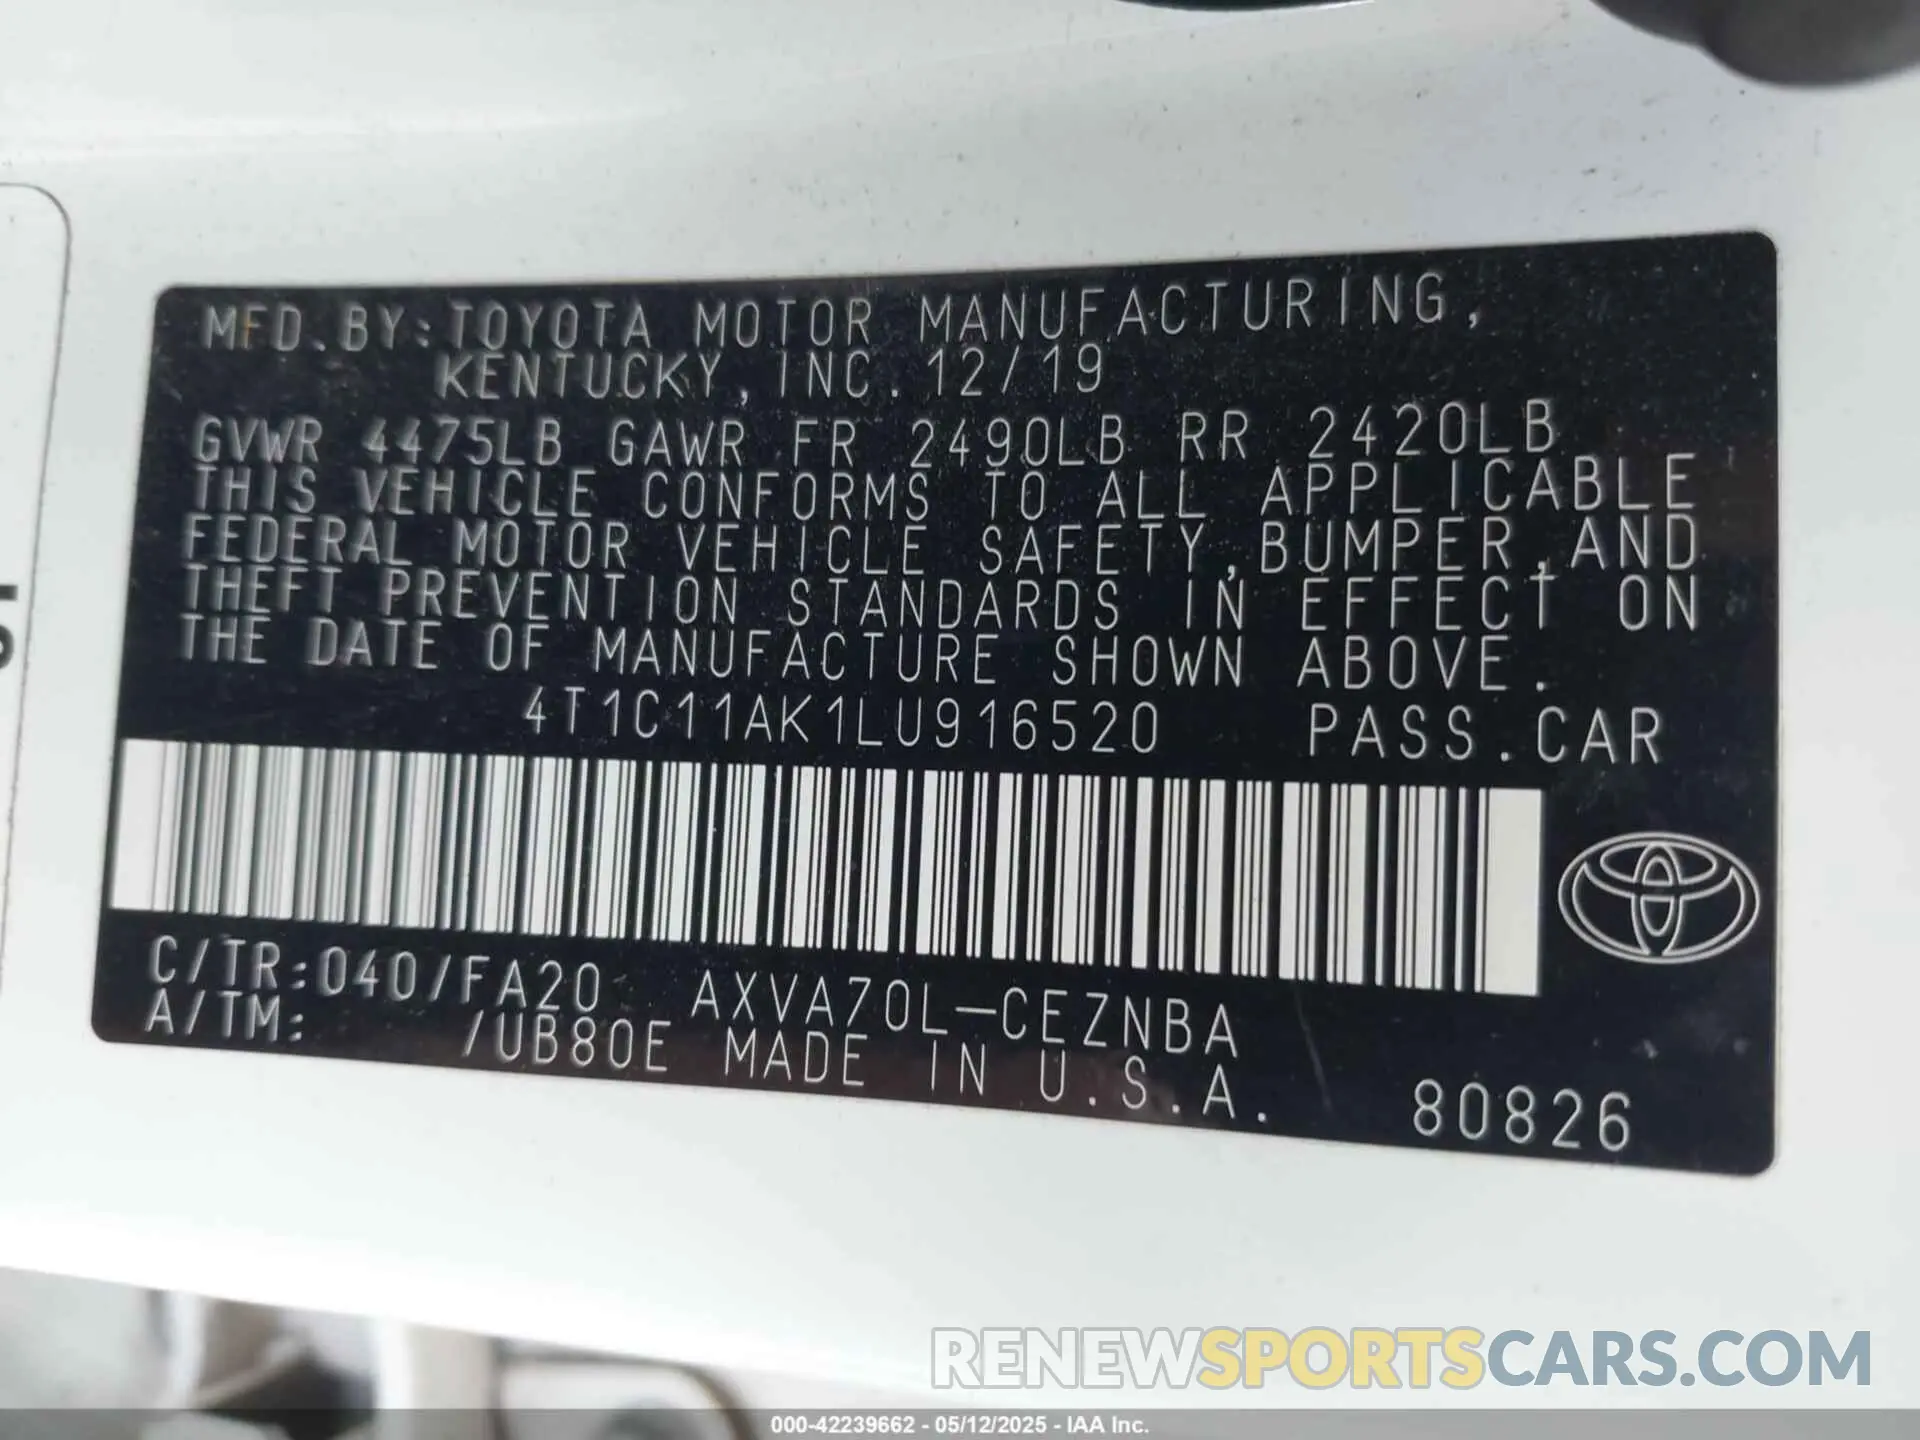 MFD.BY:TOYOTA MOTOR MANUFACTURING,
KENTUCKY, INC. 12/19
GVWR 4475LB GAWR FR 2490LB RR 2420LB
THIS VEHICLE CONFORMS TO ALL APPLICABLE
FEDERAL MOTOR VEHICLE SAFETY,BUMPER,AND
THEFT PREVENTION STANDARDS IN EFFECT ON
THE DATE OF MANUFACTURE SHOWN ABOVE.
4T1C11AK1LU916520 PASS.CAR
C/TR:040/FA20 AXVA70L-CEZNBA
A/TM: /UB80E MADE IN U.S.A.
80826
RENEWSPORTSCARS.COM
000-42239662 - 05/12/2025 - IAA Inc.